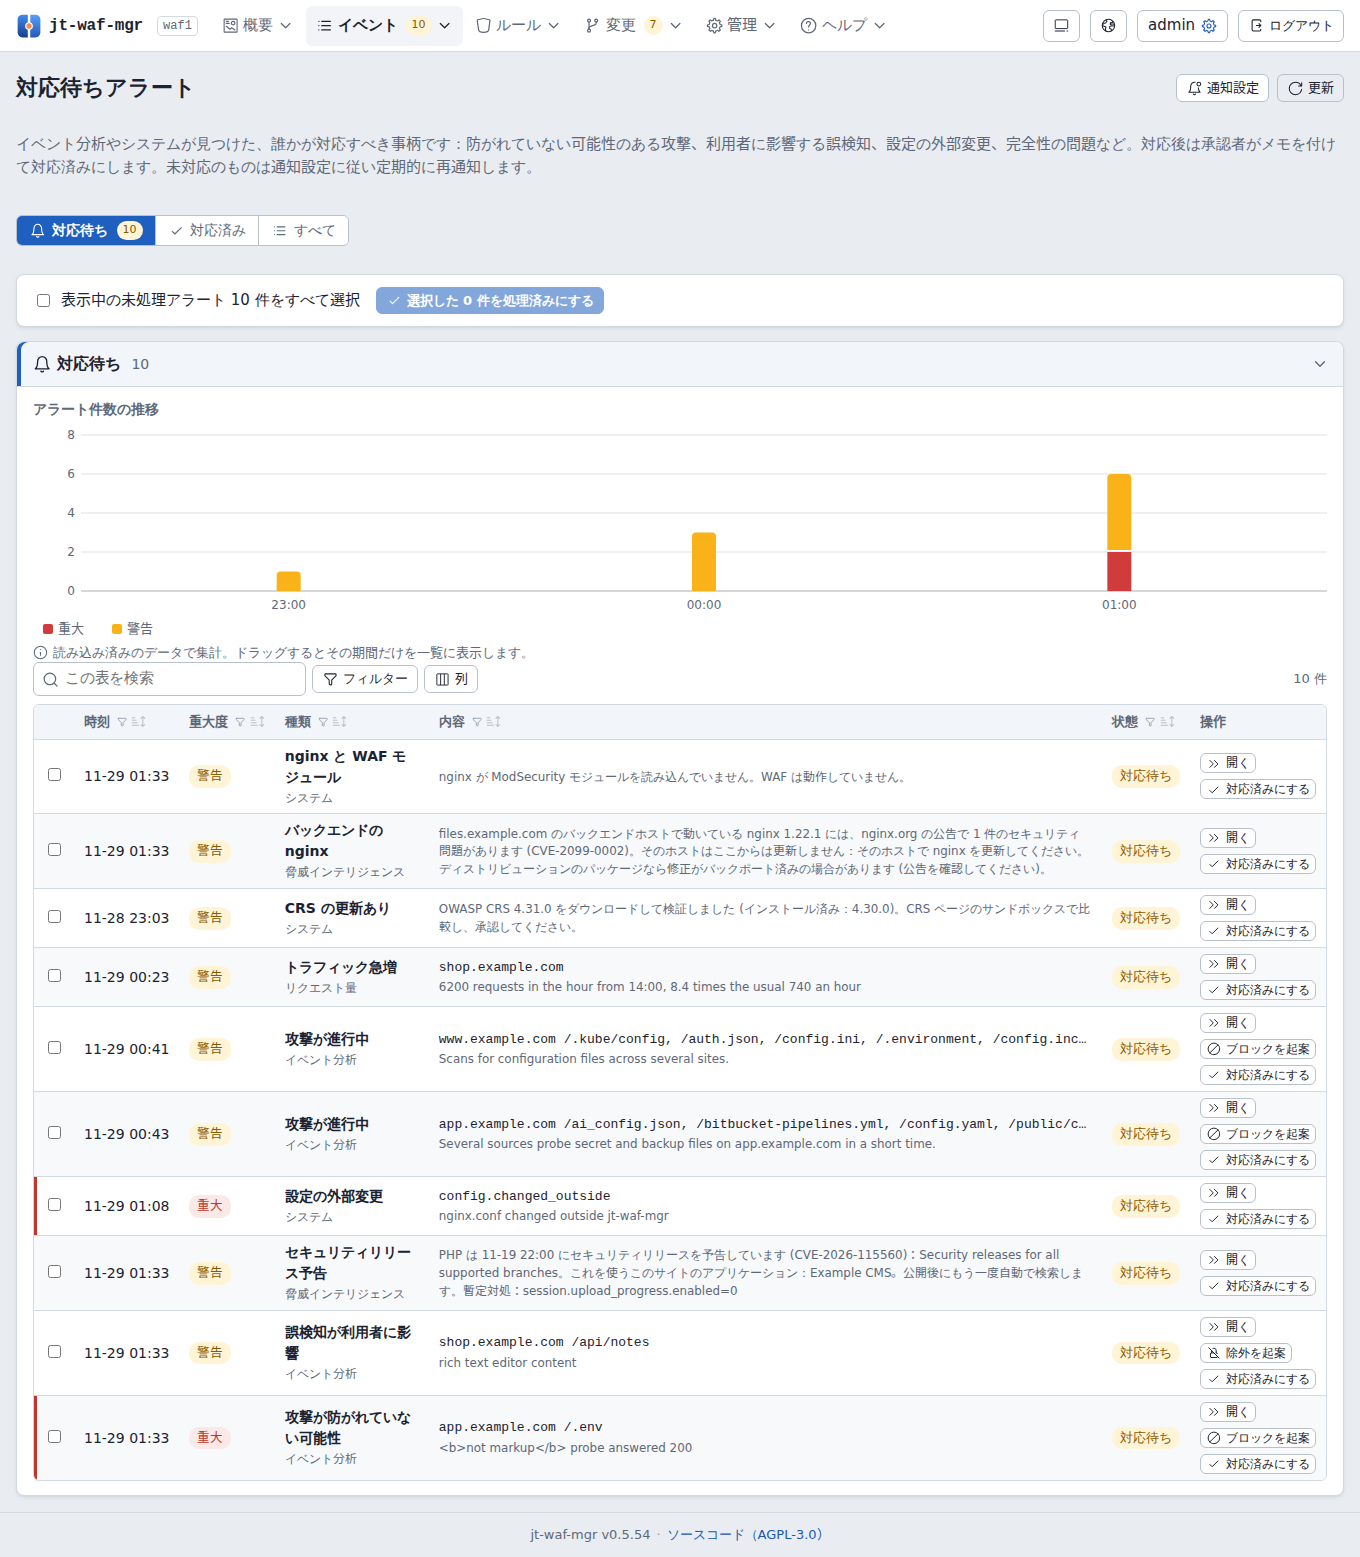 jt-waf-mgr waf1 概要 イベント 10 ルール 変更 7 管理 ヘルプ admin ログアウト
対応待ちアラート
通知設定 更新
イベント分析やシステムが見つけた、誰かが対応すべき事柄です：防がれていない可能性のある攻撃、利用者に影響する誤検知、設定の外部変更、完全性の問題など。対応後は承認者がメモを付け
て対応済みにします。未対応のものは通知設定に従い定期的に再通知します。
対応待ち 10 対応済み すべて
表示中の未処理アラート 10 件をすべて選択 選択した 0 件を処理済みにする
対応待ち 10
アラート件数の推移
8
6
4
2
0
23:00 00:00 01:00
重大 警告
読み込み済みのデータで集計。ドラッグするとその期間だけを一覧に表示します。
この表を検索 フィルター 列 10 件
時刻 重大度 種類 内容 状態 操作
11-29 01:33 警告 nginx と WAF モ
ジュール
システム
nginx が ModSecurity モジュールを読み込んでいません。WAF は動作していません。
対応待ち 開く
対応済みにする
11-29 01:33 警告 バックエンドの
nginx
脅威インテリジェンス
files.example.com のバックエンドホストで動いている nginx 1.22.1 には、nginx.org の公告で 1 件のセキュリティ
問題があります (CVE-2099-0002)。そのホストはここからは更新しません：そのホストで nginx を更新してください。
ディストリビューションのパッケージなら修正がバックポート済みの場合があります (公告を確認してください)。
対応待ち 開く
対応済みにする
11-28 23:03 警告 CRS の更新あり
システム
OWASP CRS 4.31.0 をダウンロードして検証しました (インストール済み：4.30.0)。CRS ページのサンドボックスで比
較し、承認してください。
対応待ち 開く
対応済みにする
11-29 00:23 警告 トラフィック急増
リクエスト量
shop.example.com
6200 requests in the hour from 14:00, 8.4 times the usual 740 an hour
対応待ち 開く
対応済みにする
11-29 00:41 警告 攻撃が進行中
イベント分析
www.example.com /.kube/config, /auth.json, /config.ini, /.environment, /config.inc…
Scans for configuration files across several sites.
対応待ち 開く
ブロックを起案
対応済みにする
11-29 00:43 警告 攻撃が進行中
イベント分析
app.example.com /ai_config.json, /bitbucket-pipelines.yml, /config.yaml, /public/c…
Several sources probe secret and backup files on app.example.com in a short time.
対応待ち 開く
ブロックを起案
対応済みにする
11-29 01:08 重大 設定の外部変更
システム
config.changed_outside
nginx.conf changed outside jt-waf-mgr
対応待ち 開く
対応済みにする
11-29 01:33 警告 セキュリティリリー
ス予告
脅威インテリジェンス
PHP は 11-19 22:00 にセキュリティリリースを予告しています (CVE-2026-115560)：Security releases for all
supported branches。これを使うこのサイトのアプリケーション：Example CMS。公開後にもう一度自動で検索しま
す。暫定対処：session.upload_progress.enabled=0
対応待ち 開く
対応済みにする
11-29 01:33 警告 誤検知が利用者に影
響
イベント分析
shop.example.com /api/notes
rich text editor content
対応待ち 開く
除外を起案
対応済みにする
11-29 01:33 重大 攻撃が防がれていな
い可能性
イベント分析
app.example.com /.env
<b>not markup</b> probe answered 200
対応待ち 開く
ブロックを起案
対応済みにする
jt-waf-mgr v0.5.54 · ソースコード（AGPL-3.0）